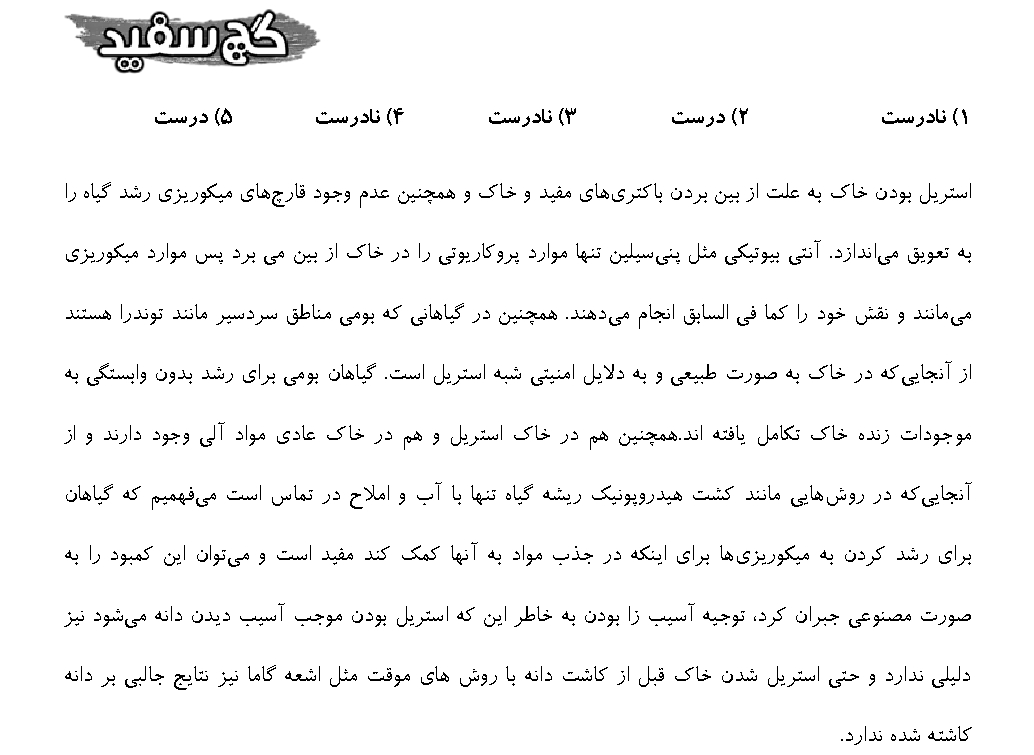 گچ سفید
۱) نادرست ۲) درست ۳) نادرست ۴) نادرست ۵) درست
استریل بودن خاک به علت از بین بردن باکتری‌های مفید و خاک و همچنین عدم وجود قارچ‌های میکوریزی رشد گیاه را
به تعویق می‌اندازد. آنتی بیوتیکی مثل پنی‌سیلین تنها موارد پروکاریوتی را در خاک از بین می برد پس موارد میکوریزی
می‌مانند و نقش خود را کما فی السابق انجام می‌دهند. همچنین در گیاهانی که بومی مناطق سردسیر مانند توندرا هستند
از آنجایی‌که در خاک به صورت طبیعی و به دلایل امنیتی شبه استریل است. گیاهان بومی برای رشد بدون وابستگی به
موجودات زنده خاک تکامل یافته اند.همچنین هم در خاک استریل و هم در خاک عادی مواد آلی وجود دارند و از
آنجایی‌که در روش‌هایی مانند کشت هیدروپونیک ریشه گیاه تنها با آب و املاح در تماس است می‌فهمیم که گیاهان
برای رشد کردن به میکوریزی‌ها برای اینکه در جذب مواد به آنها کمک کند مفید است و می‌توان این کمبود را به
صورت مصنوعی جبران کرد، توجیه آسیب زا بودن به خاطر این که استریل بودن موجب آسیب دیدن دانه می‌شود نیز
دلیلی ندارد و حتی استریل شدن خاک قبل از کاشت دانه با روش های موقت مثل اشعه گاما نیز نتایج جالبی بر دانه
کاشته شده ندارد.